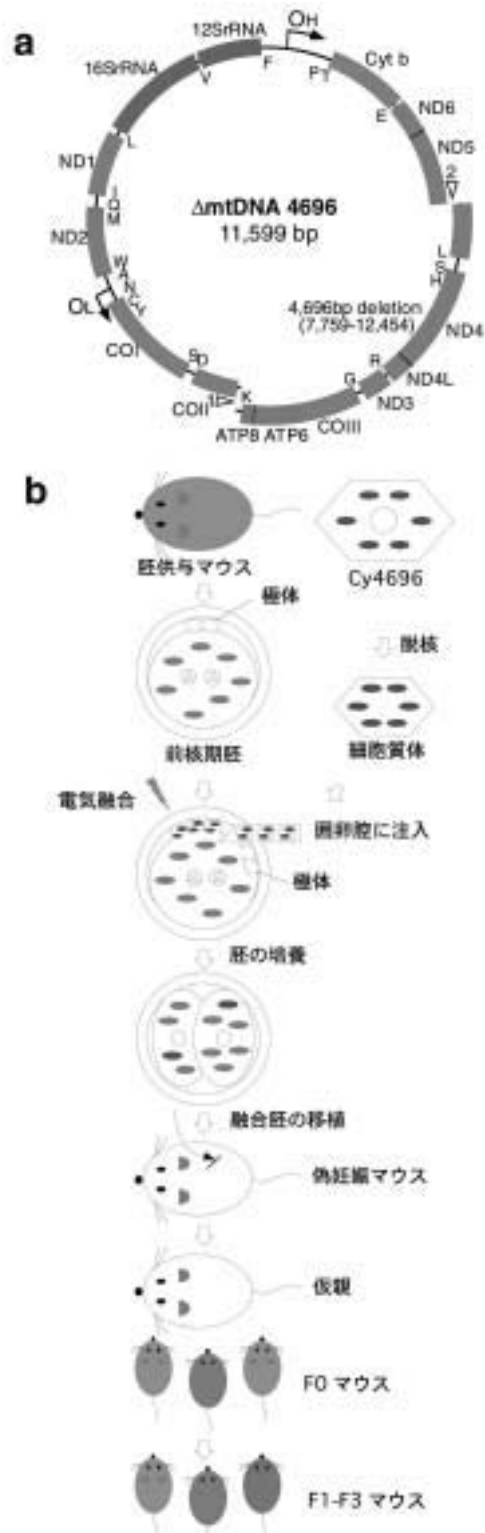 a
12SrRNA
OH
16SrRNA
V
F
P
T
Cyt b
E
ND6
ND5
L
ND1
I
Q
M
ND2
ΔmtDNA 4696
11,599 bp
L
S
H
W
A
N
C
Y
OL
4,696bp deletion
(7,759-12,454)
ND4
COI
S
D
R
ND4L
COII
K
G
ND3
ATP8
ATP6
COIII
b
胚供与マウス
Cy4696
極体
脱核
前核期胚
細胞質体
電気融合
囲卵腔に注入
極体
胚の培養
融合胚の移植
偽妊娠マウス
仮親
F0 マウス
F1-F3 マウス